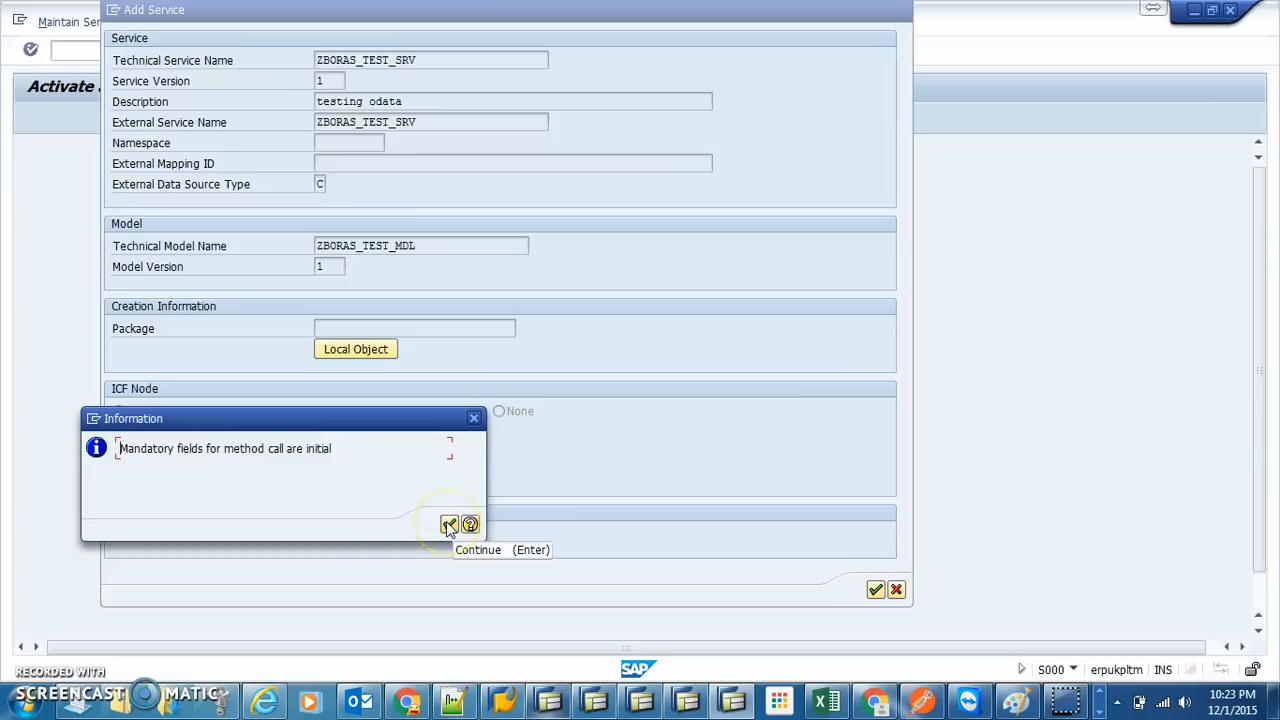 Add Service
Maintain Ser
Service
Technical Service Name ZBORAS_TEST_SRV
Service Version 1
Activate
Description testing odata
External Service Name ZBORAS_TEST_SRV
Namespace
External Mapping ID
External Data Source Type C
Model
Technical Model Name ZBORAS_TEST_MDL
Model Version 1
Creation Information
Package
Local Object
ICF Node
None
Information
Mandatory fields for method call are initial
Continue (Enter)
RECORDED WITH
SCREENCAST MATIC
SAP
S000 erpukpltm INS
10:23 PM
12/1/2015